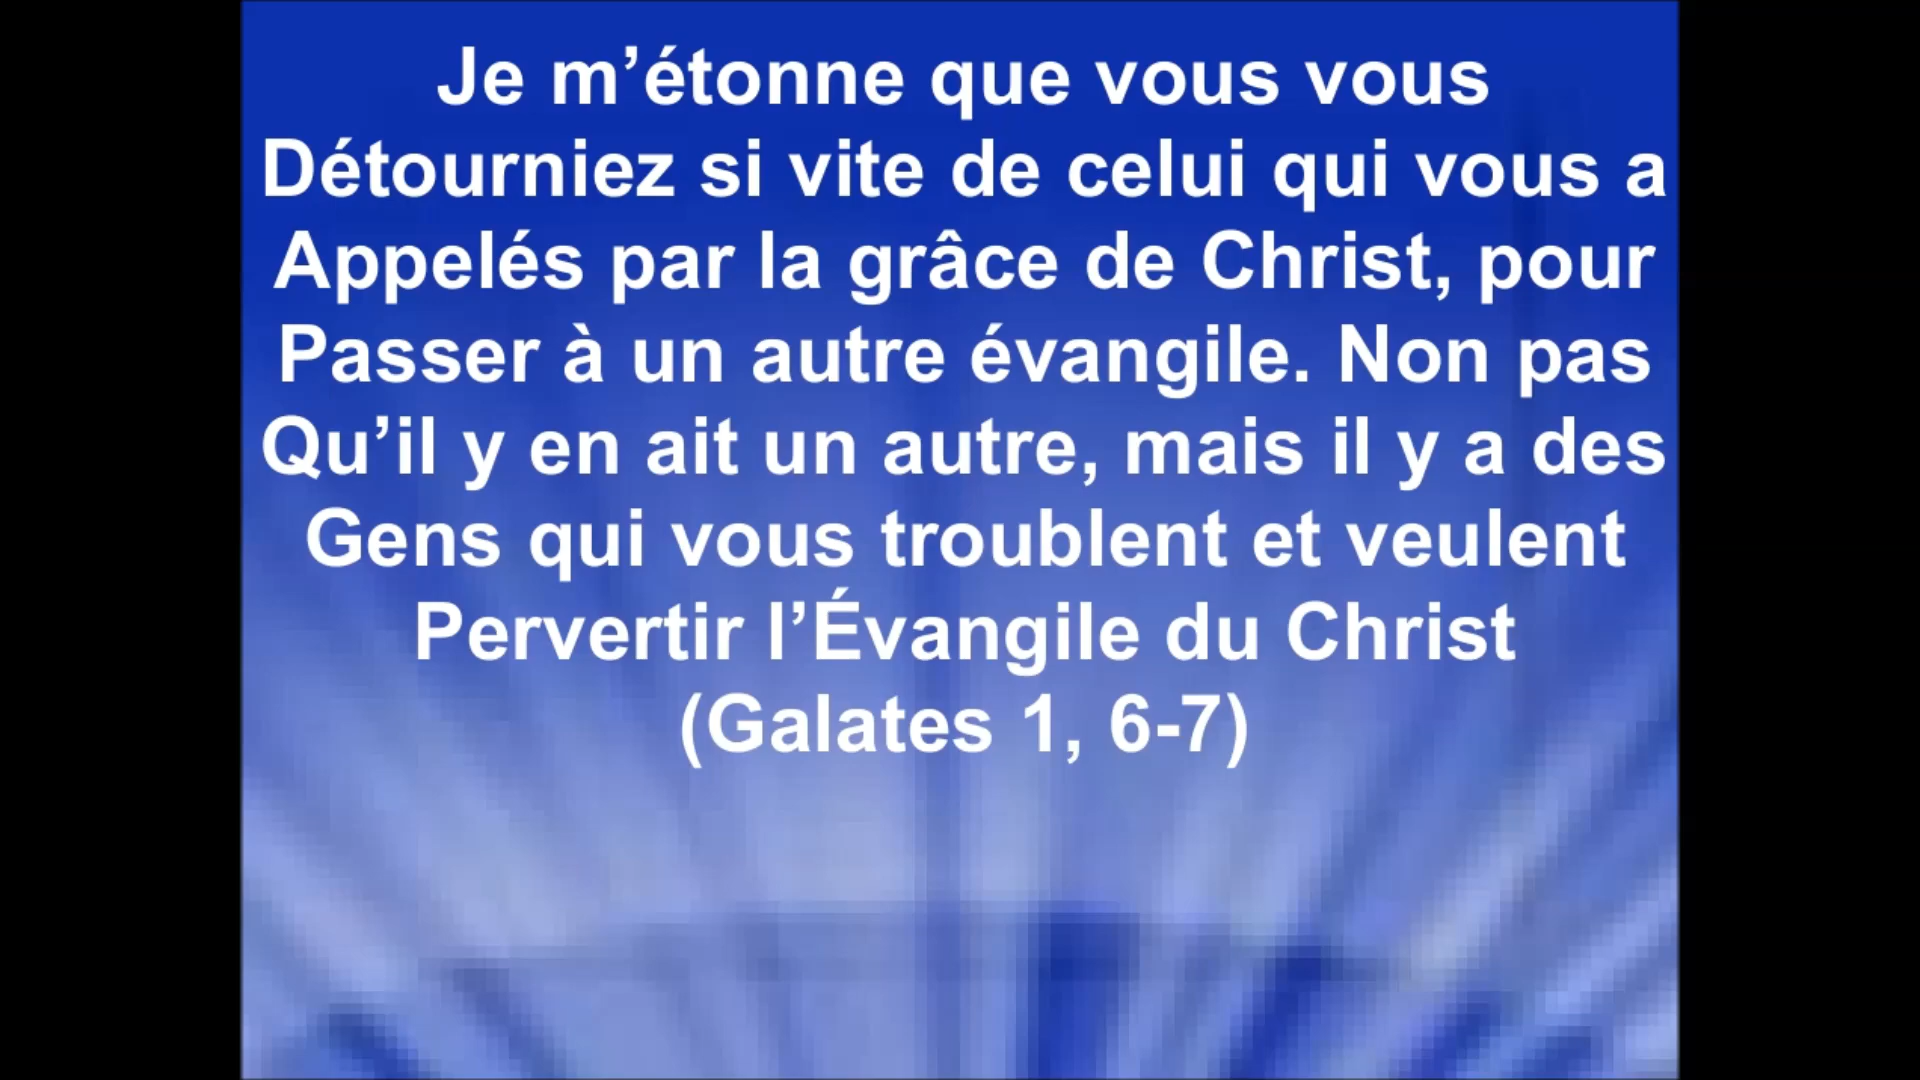 Je m’étonne que vous vous
Détourniez si vite de celui qui vous a
Appelés par la grâce de Christ, pour
Passer à un autre évangile. Non pas
Qu’il y en ait un autre, mais il y a des
Gens qui vous troublent et veulent
Pervertir l’Évangile du Christ
(Galates 1, 6-7)